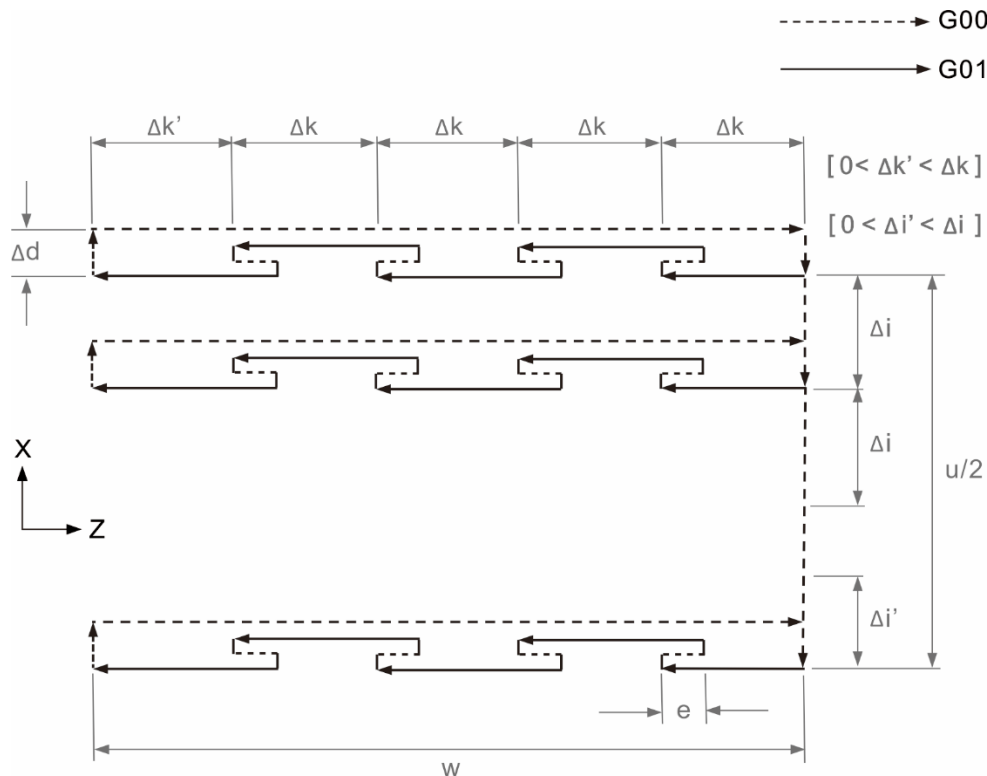 G00
G01
Δk’ Δk Δk Δk Δk
[ 0 < Δk’ < Δk ]
[ 0 < Δi’ < Δi ]
Δd
Δi
Δi
X
u/2
Z
Δi’
e
w